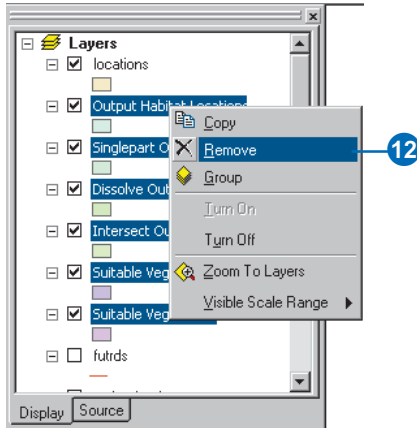 Layers
locations
Output Habitat Locations
Copy
Singlepart O
Remove
12
Group
Dissolve Out
Turn On
Intersect Ou
Turn Off
Suitable Veg
Zoom To Layers
Suitable Veg
Visible Scale Range
futrds
Display Source